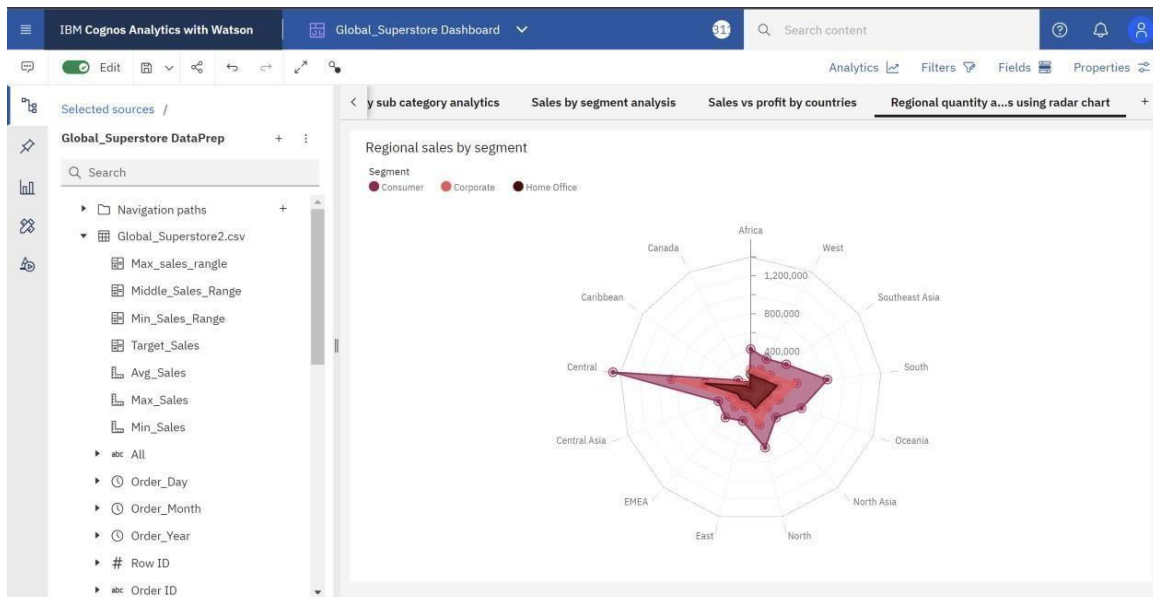 IBM Cognos Analytics with Watson
Global_Superstore Dashboard
Search content
Edit
Analytics
Filters
Fields
Properties
Selected sources /
Global_Superstore DataPrep
Search
Navigation paths
Global_Superstore2.csv
Max_sales_rangle
Middle_Sales_Range
Min_Sales_Range
Target_Sales
Avg_Sales
Max_Sales
Min_Sales
abc All
Order_Day
Order_Month
Order_Year
# Row ID
abc Order ID
y sub category analytics
Sales by segment analysis
Sales vs profit by countries
Regional quantity a...s using radar chart
Regional sales by segment
Segment
Consumer Corporate Home Office
Africa
West
Southeast Asia
South
Oceania
North Asia
North
East
EMEA
Central Asia
Central
Caribbean
Canada
1,200,000
800,000
400,000